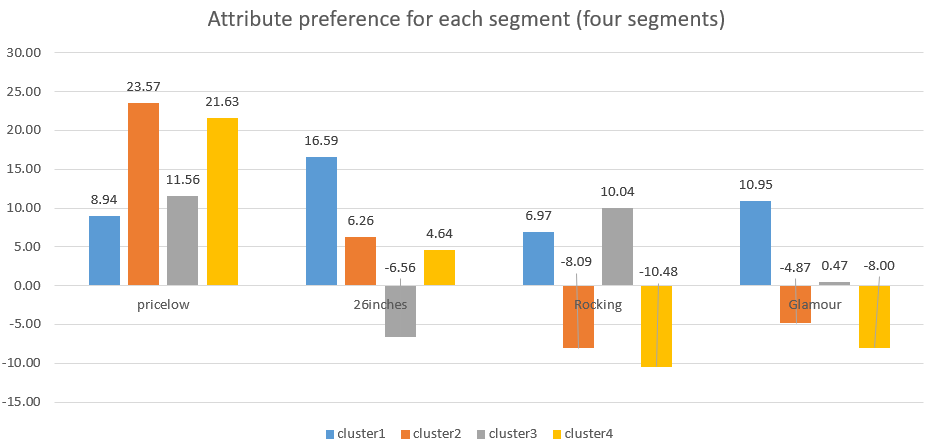 Attribute preference for each segment (four segments)
30.00
25.00
20.00
15.00
10.00
5.00
0.00
-5.00
-10.00
-15.00
8.94
23.57
11.56
21.63
16.59
6.26
-6.56
4.64
6.97
-8.09
10.04
-10.48
10.95
-4.87
0.47
-8.00
pricelow
26inches
Rocking
Glamour
cluster1
cluster2
cluster3
cluster4